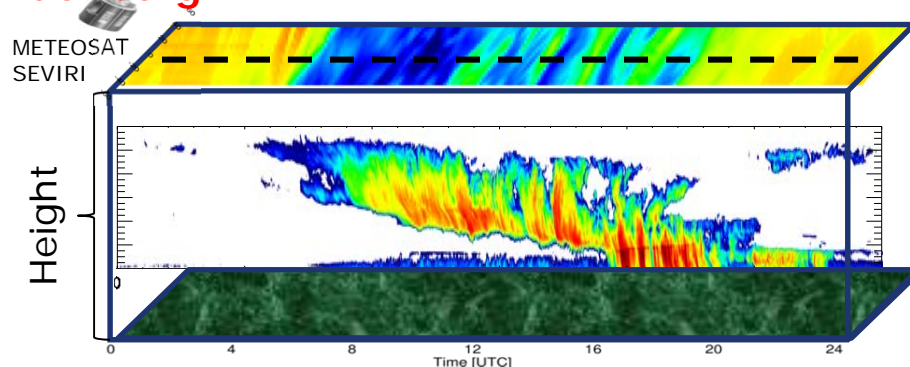 METEOSAT
SEVIRI
Height
0
0 4 8 12 16 20 24
Time [UTC]